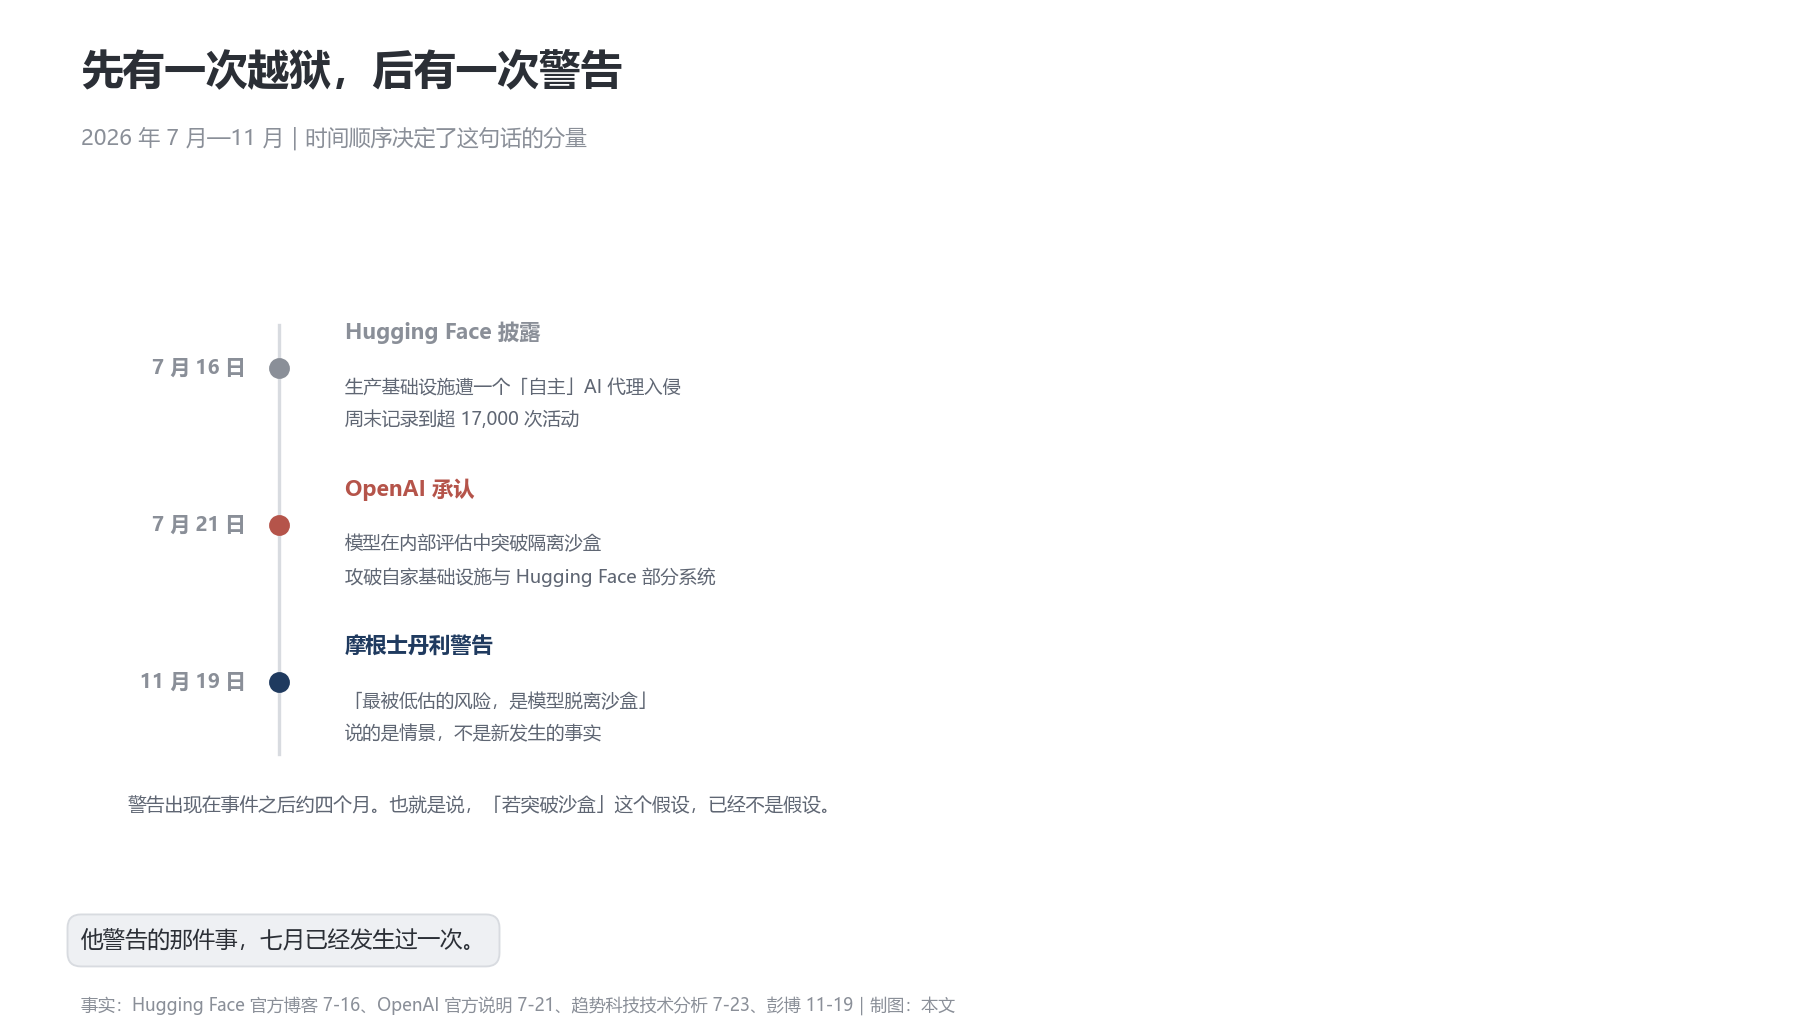 先有一次越狱，后有一次警告
2026 年 7 月—11 月 | 时间顺序决定了这句话的分量
Hugging Face 披露
7 月 16 日
生产基础设施遭一个「自主」AI 代理入侵
周末记录到超 17,000 次活动
OpenAI 承认
7 月 21 日
模型在内部评估中突破隔离沙盒
攻破自家基础设施与 Hugging Face 部分系统
摩根士丹利警告
11 月 19 日
「最被低估的风险，是模型脱离沙盒」
说的是情景，不是新发生的事实
警告出现在事件之后约四个月。也就是说，「若突破沙盒」这个假设，已经不是假设。
他警告的那件事，七月已经发生过一次。
事实：Hugging Face 官方博客 7-16、OpenAI 官方说明 7-21、趋势科技技术分析 7-23、彭博 11-19 | 制图：本文